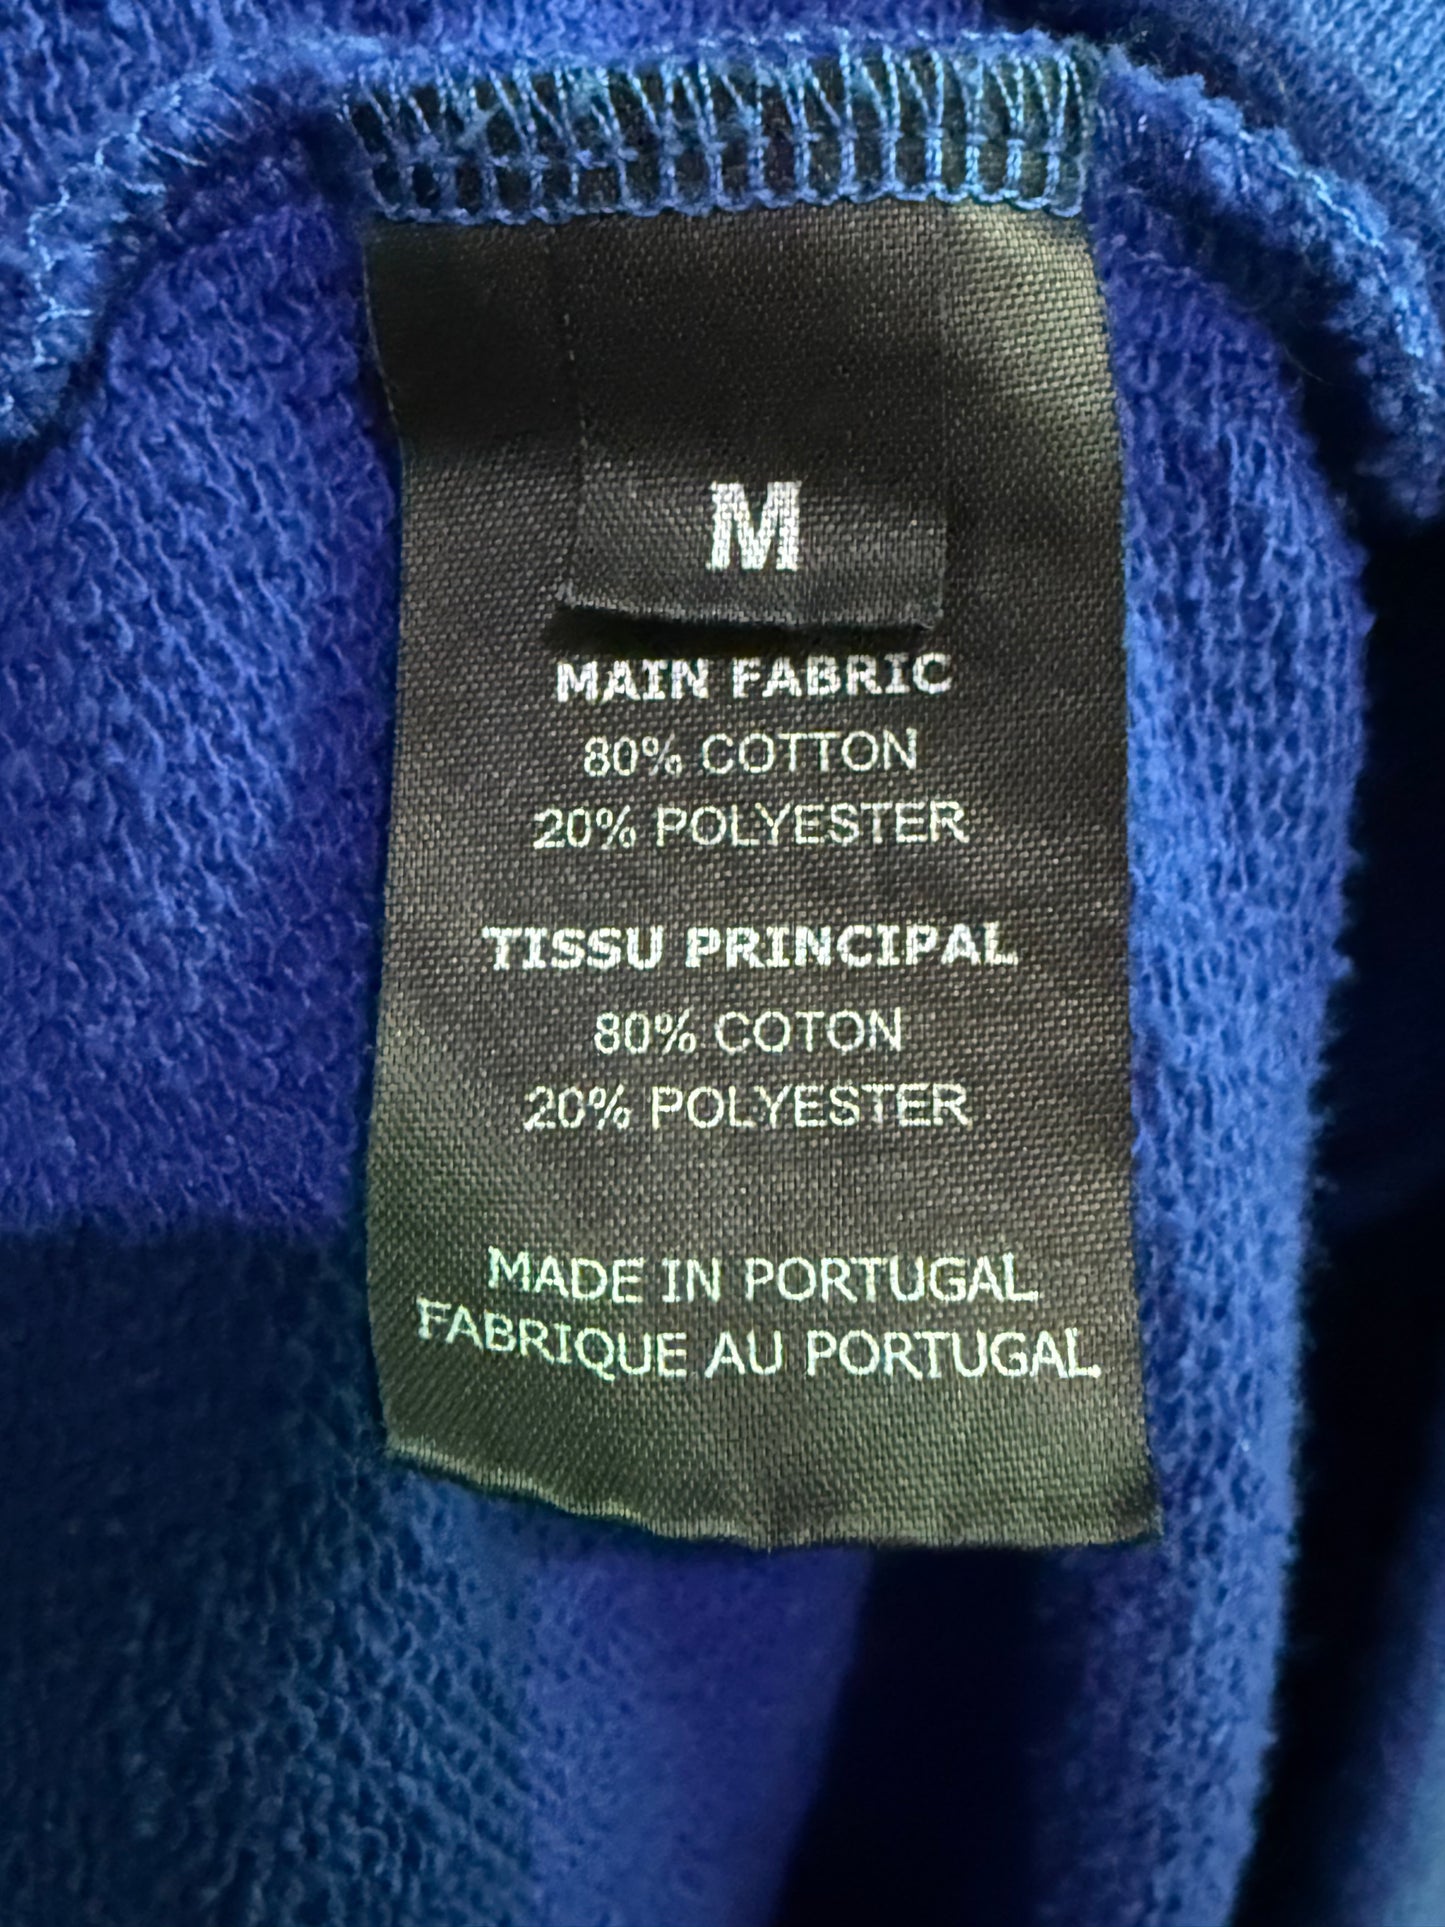 M
MAIN FABRIC
80% COTTON
20% POLYESTER
TISSU PRINCIPAL
80% COTON
20% POLYESTER
MADE IN PORTUGAL
FABRIQUE AU PORTUGAL